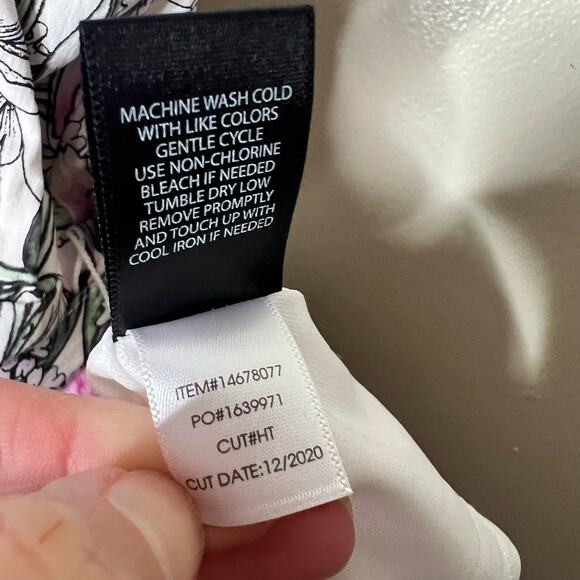 MACHINE WASH COLD
WITH LIKE COLORS
GENTLE CYCLE
USE NON-CHLORINE
BLEACH IF NEEDED
TUMBLE DRY LOW
REMOVE PROMPTLY
AND TOUCH UP WITH
COOL IRON IF NEEDED
ITEM#14678077
PO#1639971
CUT#HT
CUT DATE:12/2020